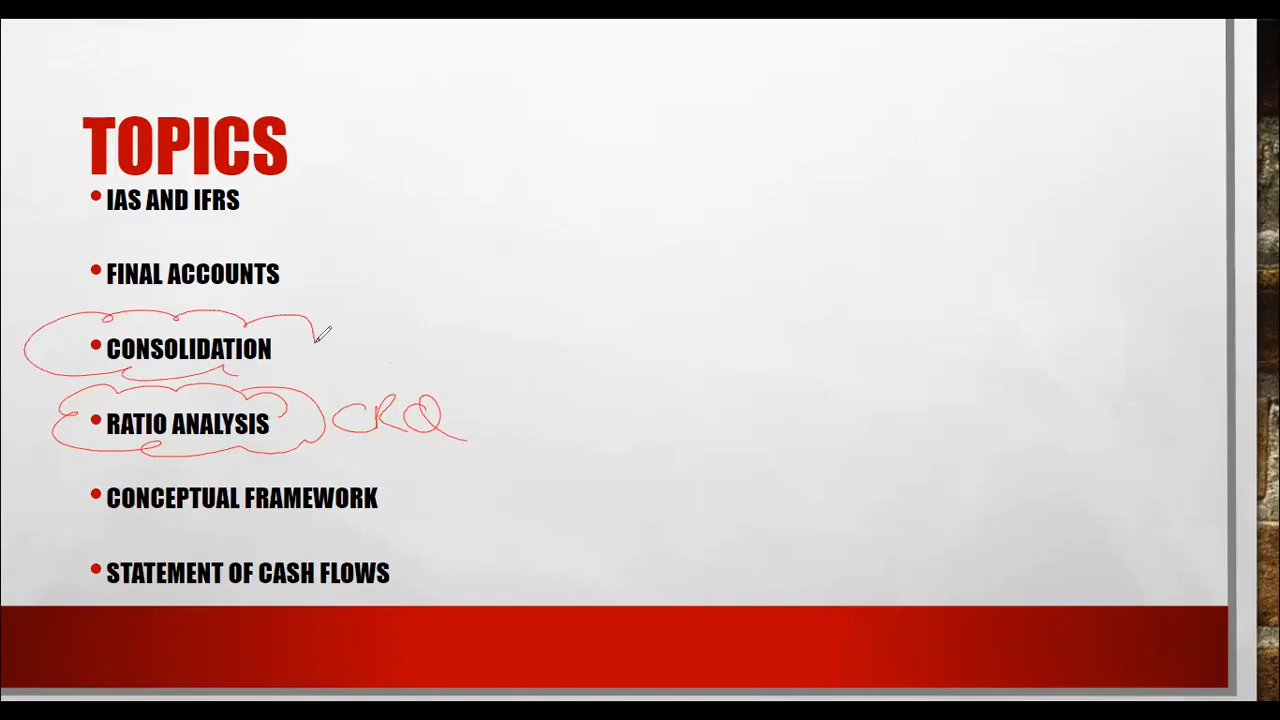 TOPICS
• IAS AND IFRS
• FINAL ACCOUNTS
• CONSOLIDATION
• RATIO ANALYSIS CRQ
• CONCEPTUAL FRAMEWORK
• STATEMENT OF CASH FLOWS